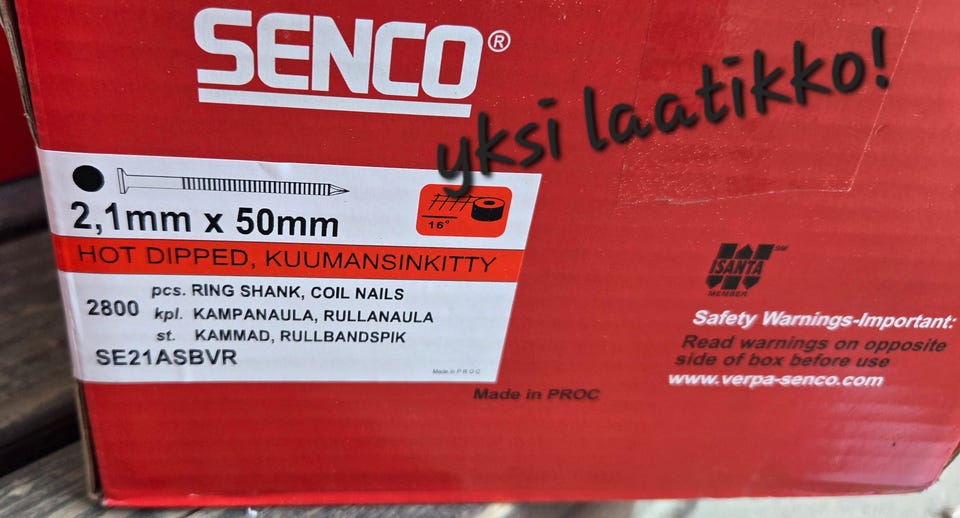 SENCO®
yksi laatikko!
2,1mm x 50mm
16°
HOT DIPPED, KUUMANSINKITTY
2800
pcs. RING SHANK, COIL NAILS
kpl. KAMPANAULA, RULLANAULA
st. KAMMAD, RULLBANDSPIK
SE21ASBVR
Made in P R O C
Made in PROC
ISANTA
SM
MEMBER
Safety Warnings-Important:
Read warnings on opposite
side of box before use
www.verpa-senco.com